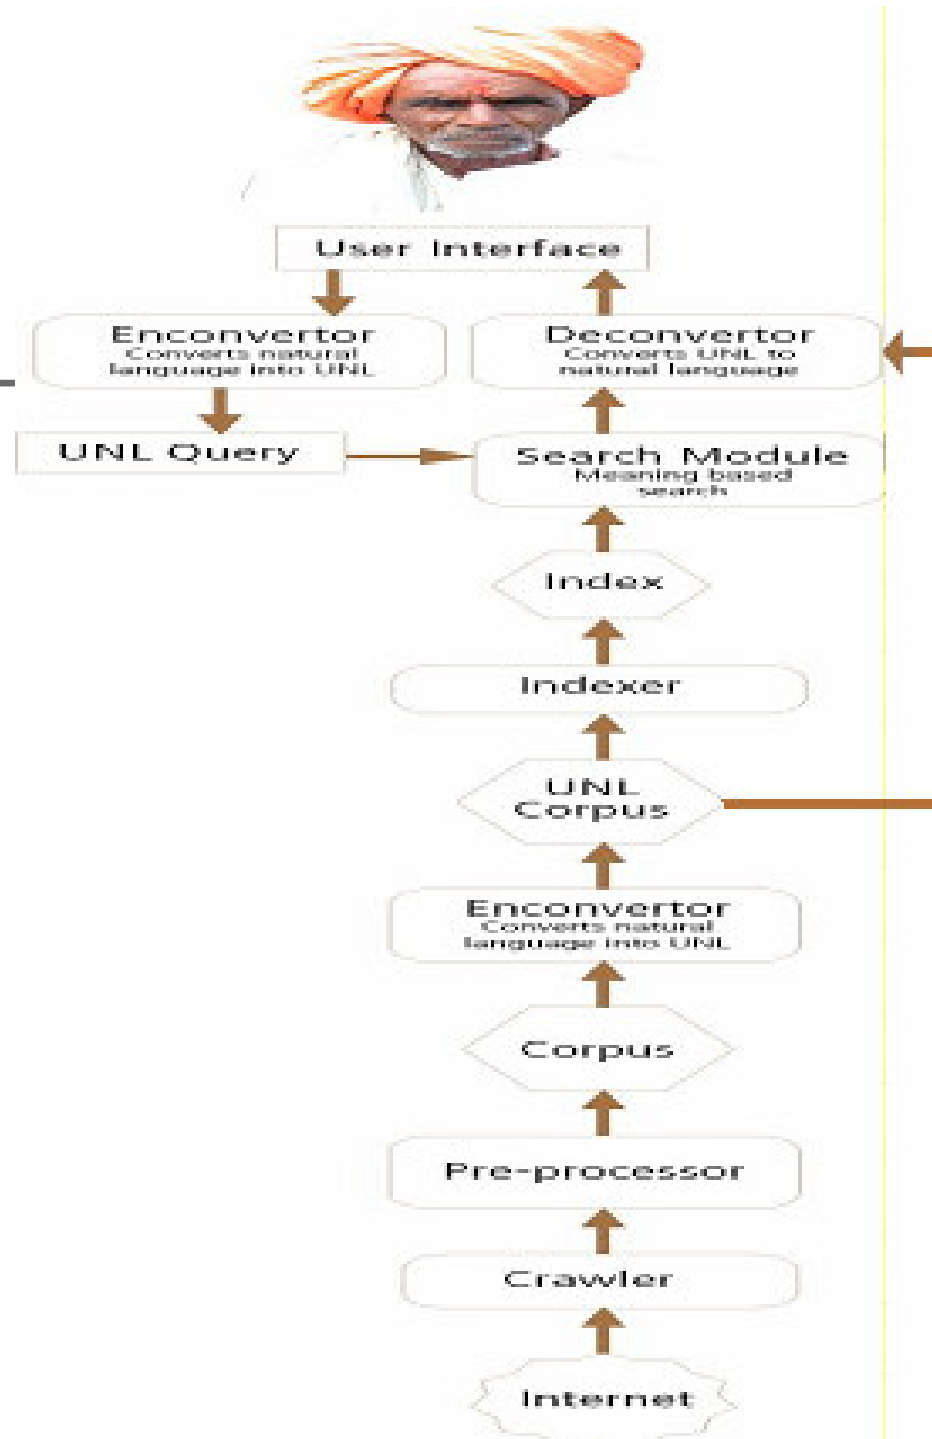 User Interface
Enconvertor
Converts natural
language into UNL
Deconvertor
Converts UNL to
natural language
UNL Query
Search Module
Meaning based
search
Index
Indexer
UNL
Corpus
Enconvertor
Converts natural
language into UNL
Corpus
Pre-processor
Crawler
Internet